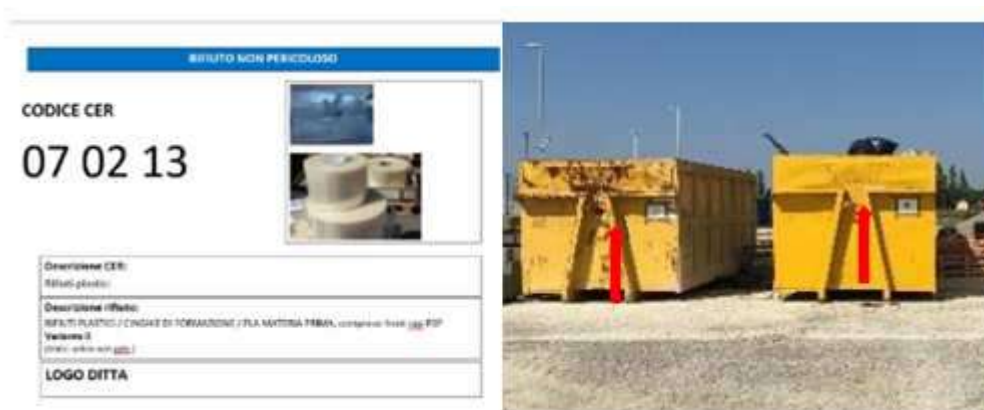 RIFIUTO NON PERICOLOSO
CODICE CER
07 02 13
Descrizione CER:
Rifiuti plastici
Descrizione rifiuto:
RIFIUTI PLASTICI / CINGHIE DI FORMAZIONE / PLA MATERIA PRIMA,
LOGO DITTA